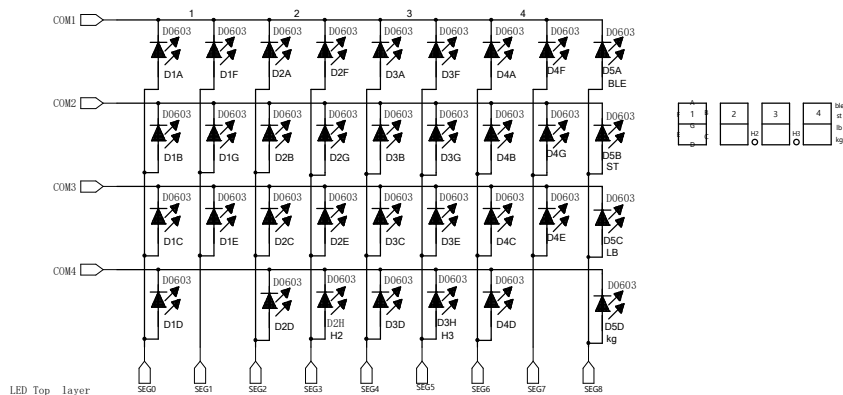 1 2 3 4
COM1
D0603 D0603 D0603 D0603 D0603 D0603 D0603 D0603 D0603
D1A D1F D2A D2F D3A D3F D4A D4F D5A
BLE
COM2
D0603 D0603 D0603 D0603 D0603 D0603 D0603 D0603 D0603
D1B D1G D2B D2G D3B D3G D4B D4G D5B
ST
COM3
D0603 D0603 D0603 D0603 D0603 D0603 D0603 D0603 D0603
D1C D1E D2C D2E D3C D3E D4C D4E D5C
LB
COM4
D0603 D0603 D0603 D0603 D0603 D0603 D0603
D1D D2D D2H D3D D3H D4D D5D
H2 H3 kg
SEG0 SEG1 SEG2 SEG3 SEG4 SEG5 SEG6 SEG7 SEG8
LED Top layer
A
F 1 B 2 3 4
G
E C
D
H2 H3
ble
st
lb
kg